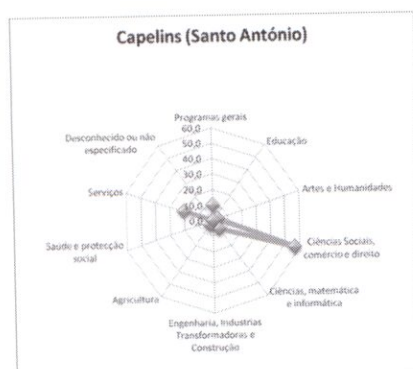 Capelins (Santo António)
Programas gerais
60,0
50,0
40,0
30,0
20,0
10,0
0,0
Educação
Artes e Humanidades
Ciências Sociais,
comércio e direito
Ciências, matemática
e informática
Engenharia, Industrias
Transformadoras e
Construção
Agricultura
Saúde e protecção
social
Serviços
Desconhecido ou não
especificado